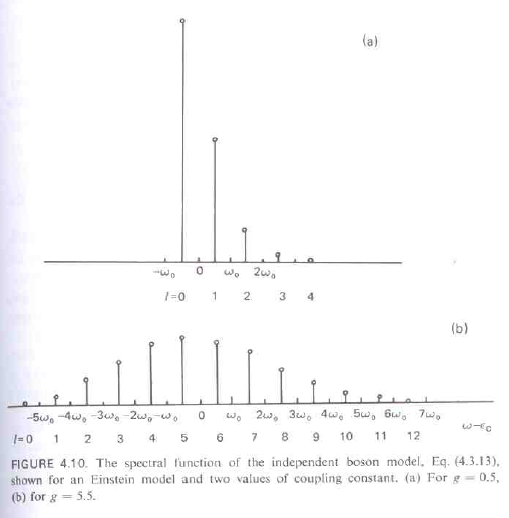 (a)
-ω₀ 0 ω₀ 2ω₀
l=0 1 2 3 4
(b)
-5ω₀ -4ω₀ -3ω₀ -2ω₀ -ω₀ 0 ω₀ 2ω₀ 3ω₀ 4ω₀ 5ω₀ 6ω₀ 7ω₀
ω-εc
l=0 1 2 3 4 5 6 7 8 9 10 11 12
FIGURE 4.10. The spectral function of the independent boson model, Eq. (4.3.13),
shown for an Einstein model and two values of coupling constant. (a) For g = 0.5,
(b) for g = 5.5.